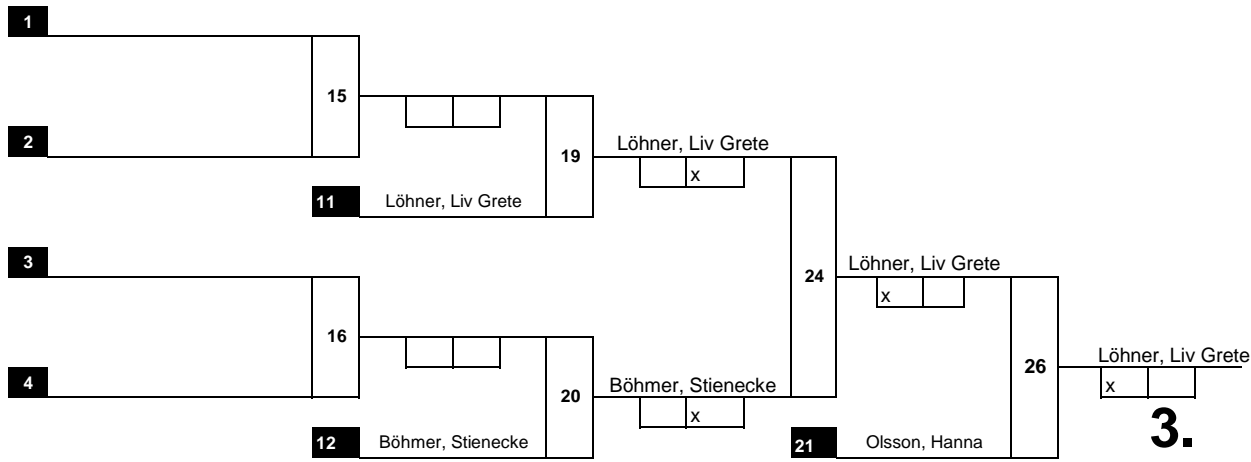 1
15
2
19
Löhner, Liv Grete
x
11 Löhner, Liv Grete
3
24
Löhner, Liv Grete
x
16
26
Löhner, Liv Grete
x
4
20
Böhmer, Stienecke
x
3.
12 Böhmer, Stienecke
21 Olsson, Hanna